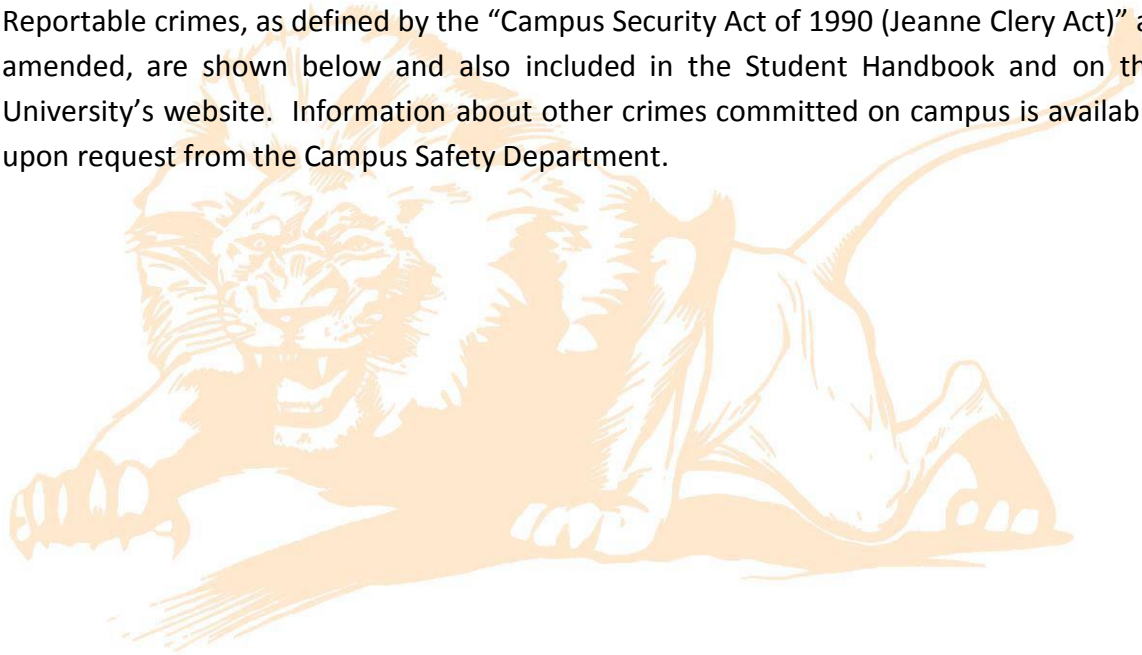 Reportable crimes, as defined by the “Campus Security Act of 1990 (Jeanne Clery Act)” a
amended, are shown below and also included in the Student Handbook and on th
University’s website.  Information about other crimes committed on campus is availab
upon request from the Campus Safety Department.